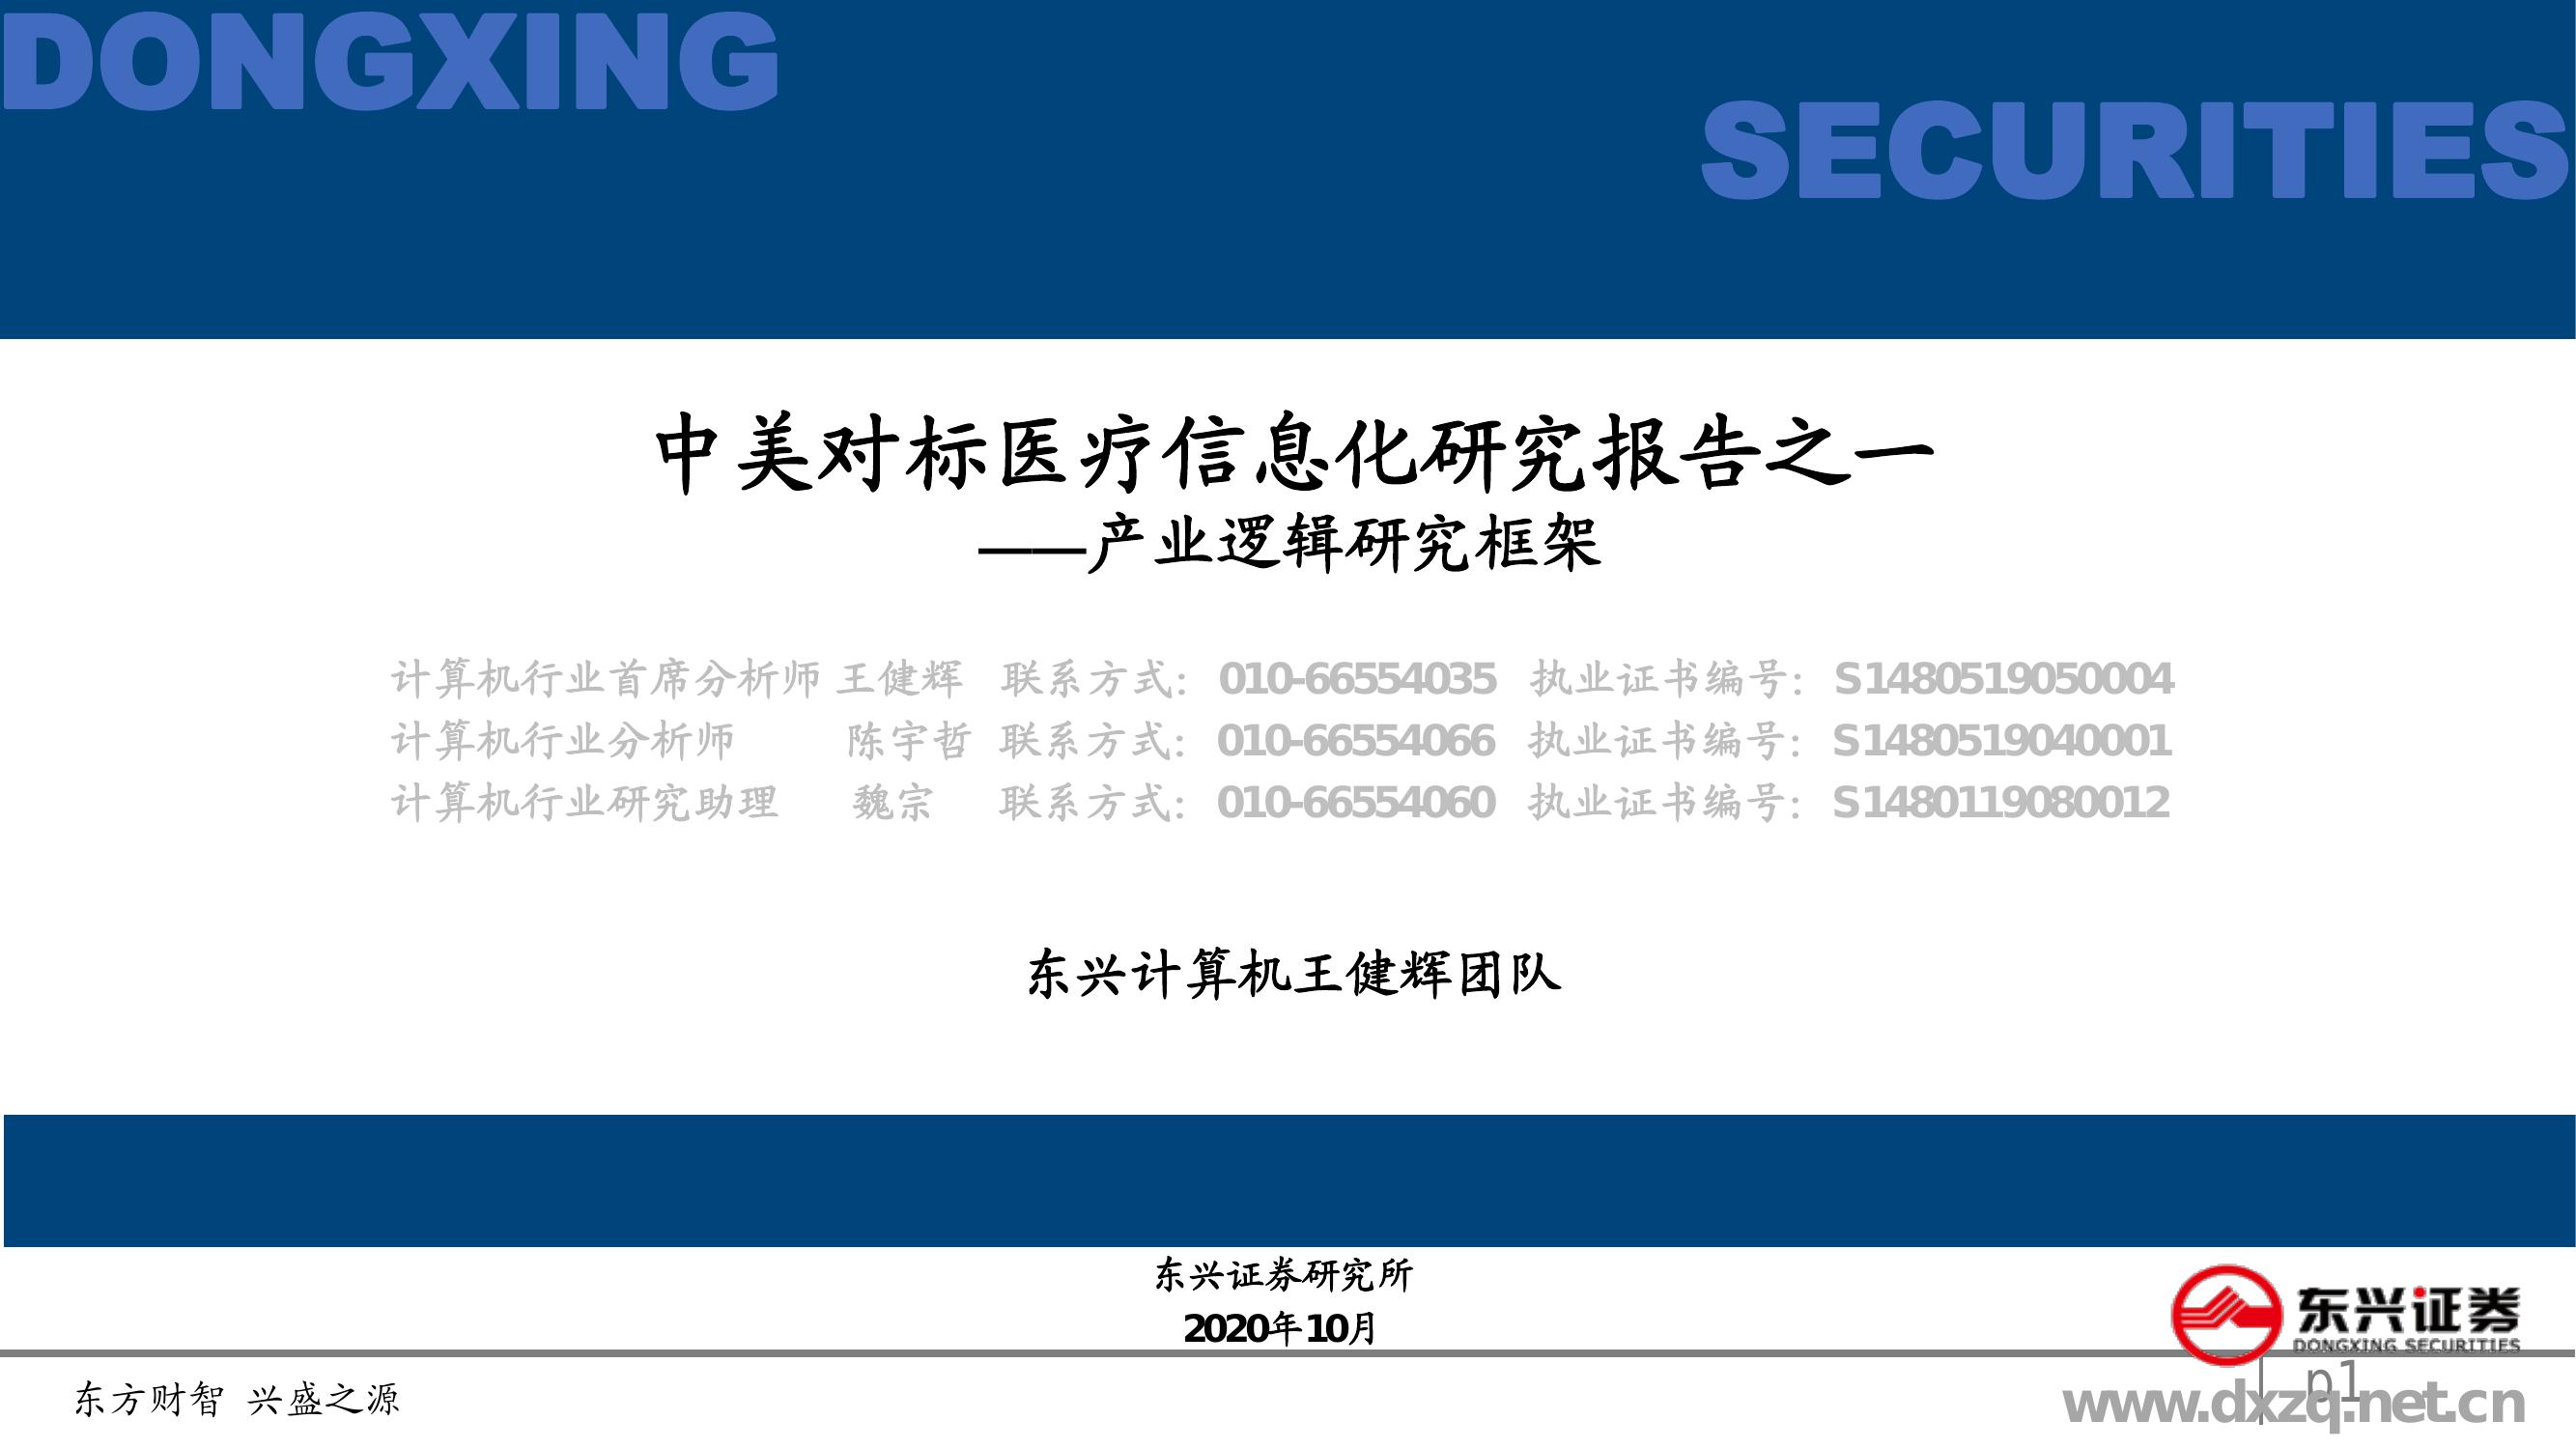 DONGXING
SECURITIES
中美对标医疗信息化研究报告之一
——产业逻辑研究框架
计算机行业首席分析师 王健辉 联系方式：010-66554035 执业证书编号：S1480519050004
计算机行业分析师 陈宇哲 联系方式：010-66554066 执业证书编号：S1480519040001
计算机行业研究助理 魏宗 联系方式：010-66554060 执业证书编号：S1480119080012
东兴计算机王健辉团队
东兴证券研究所
2020年10月
东兴证券
DONGXING SECURITIES
东方财智 兴盛之源
p1
www.dxzq.net.cn